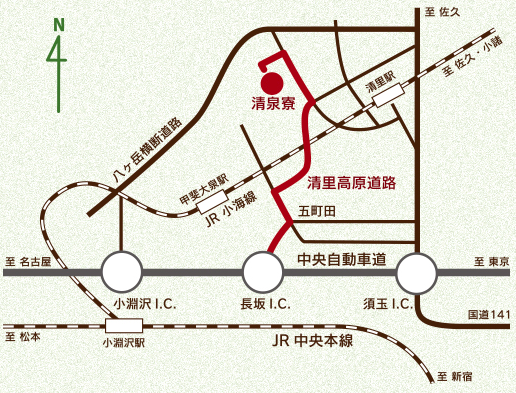 至 佐久
N
至 佐久・小諸
清里駅
清泉寮
八ヶ岳横断道路
清里高原道路
甲斐大泉駅
JR 小海線
五町田
至 名古屋
中央自動車道
至 東京
小淵沢 I.C.
長坂 I.C.
須玉 I.C.
国道141
至 松本
小淵沢駅
JR 中央本線
至 新宿